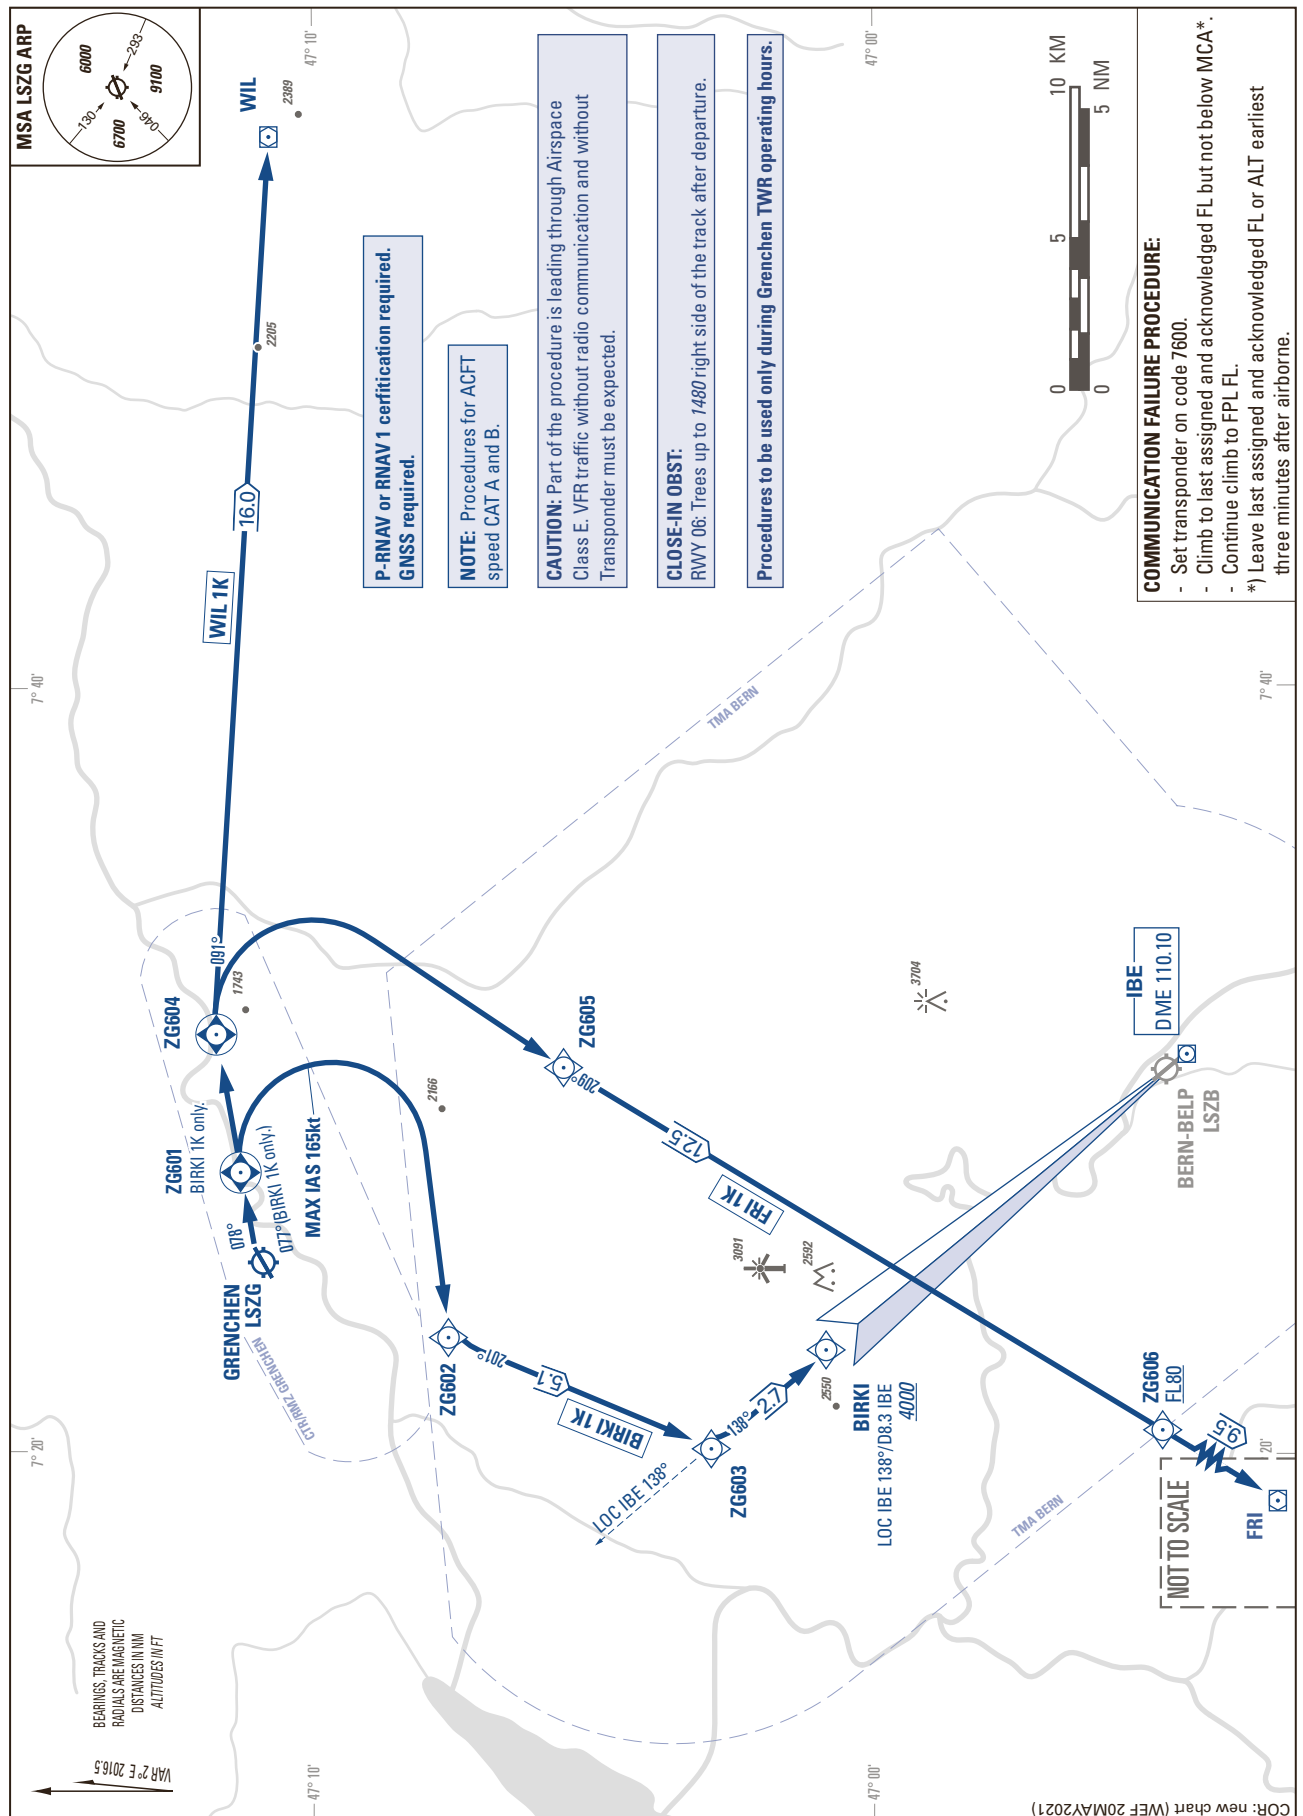 BEARINGS, TRACKS AND
RADIALS ARE MAGNETIC
DISTANCES IN NM
ALTITUDES IN FT
VAR 2° E 2016.5
7° 20'
7° 40'
MSA LSZG ARP
130
6000
293
9100
046
6700
47° 10'
WIL
2389
2205
16.0
WIL 1K
091°
ZG604
1743
ZG601
BIRKI 1K only.
078°
077°(BIRKI 1K only.)
MAX IAS 165kt
GRENCHEN
LSZG
CTR/RMZ GRENCHEN
2166
ZG602
201°
5.1
BIRKI 1K
LOC IBE 138°
ZG603
138°
2.7
2550
BIRKI
LOC IBE 138°/D8.3 IBE
4000
ZG605
209°
12.5
FRI 1K
3091
2592
3704
TMA BERN
TMA BERN
IBE
DME 110.10
BERN-BELP
LSZB
ZG606
FL80
9.5
NOT TO SCALE
FRI
P-RNAV or RNAV 1 cerfitication required.
GNSS required.
NOTE: Procedures for ACFT
speed CAT A and B.
CAUTION: Part of the procedure is leading through Airspace
Class E. VFR traffic without radio communication and without
Transponder must be expected.
CLOSE-IN OBST:
RWY 06: Trees up to 1480 right side of the track after departure.
Procedures to be used only during Grenchen TWR operating hours.
0 5 10 KM
0 5 NM
COMMUNICATION FAILURE PROCEDURE:
- Set transponder on code 7600.
- Climb to last assigned and acknowledged FL but not below MCA*.
- Continue climb to FPL FL.
*) Leave last assigned and acknowledged FL or ALT earliest
three minutes after airborne.
47° 10'
47° 00'
47° 00'
20'
7° 40'
COR: new chart (WEF 20MAY2021)